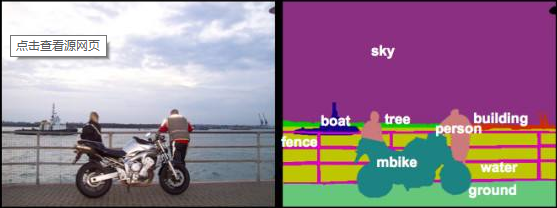 点击查看源网页
sky
boat
tree
building
person
fence
mbike
water
ground